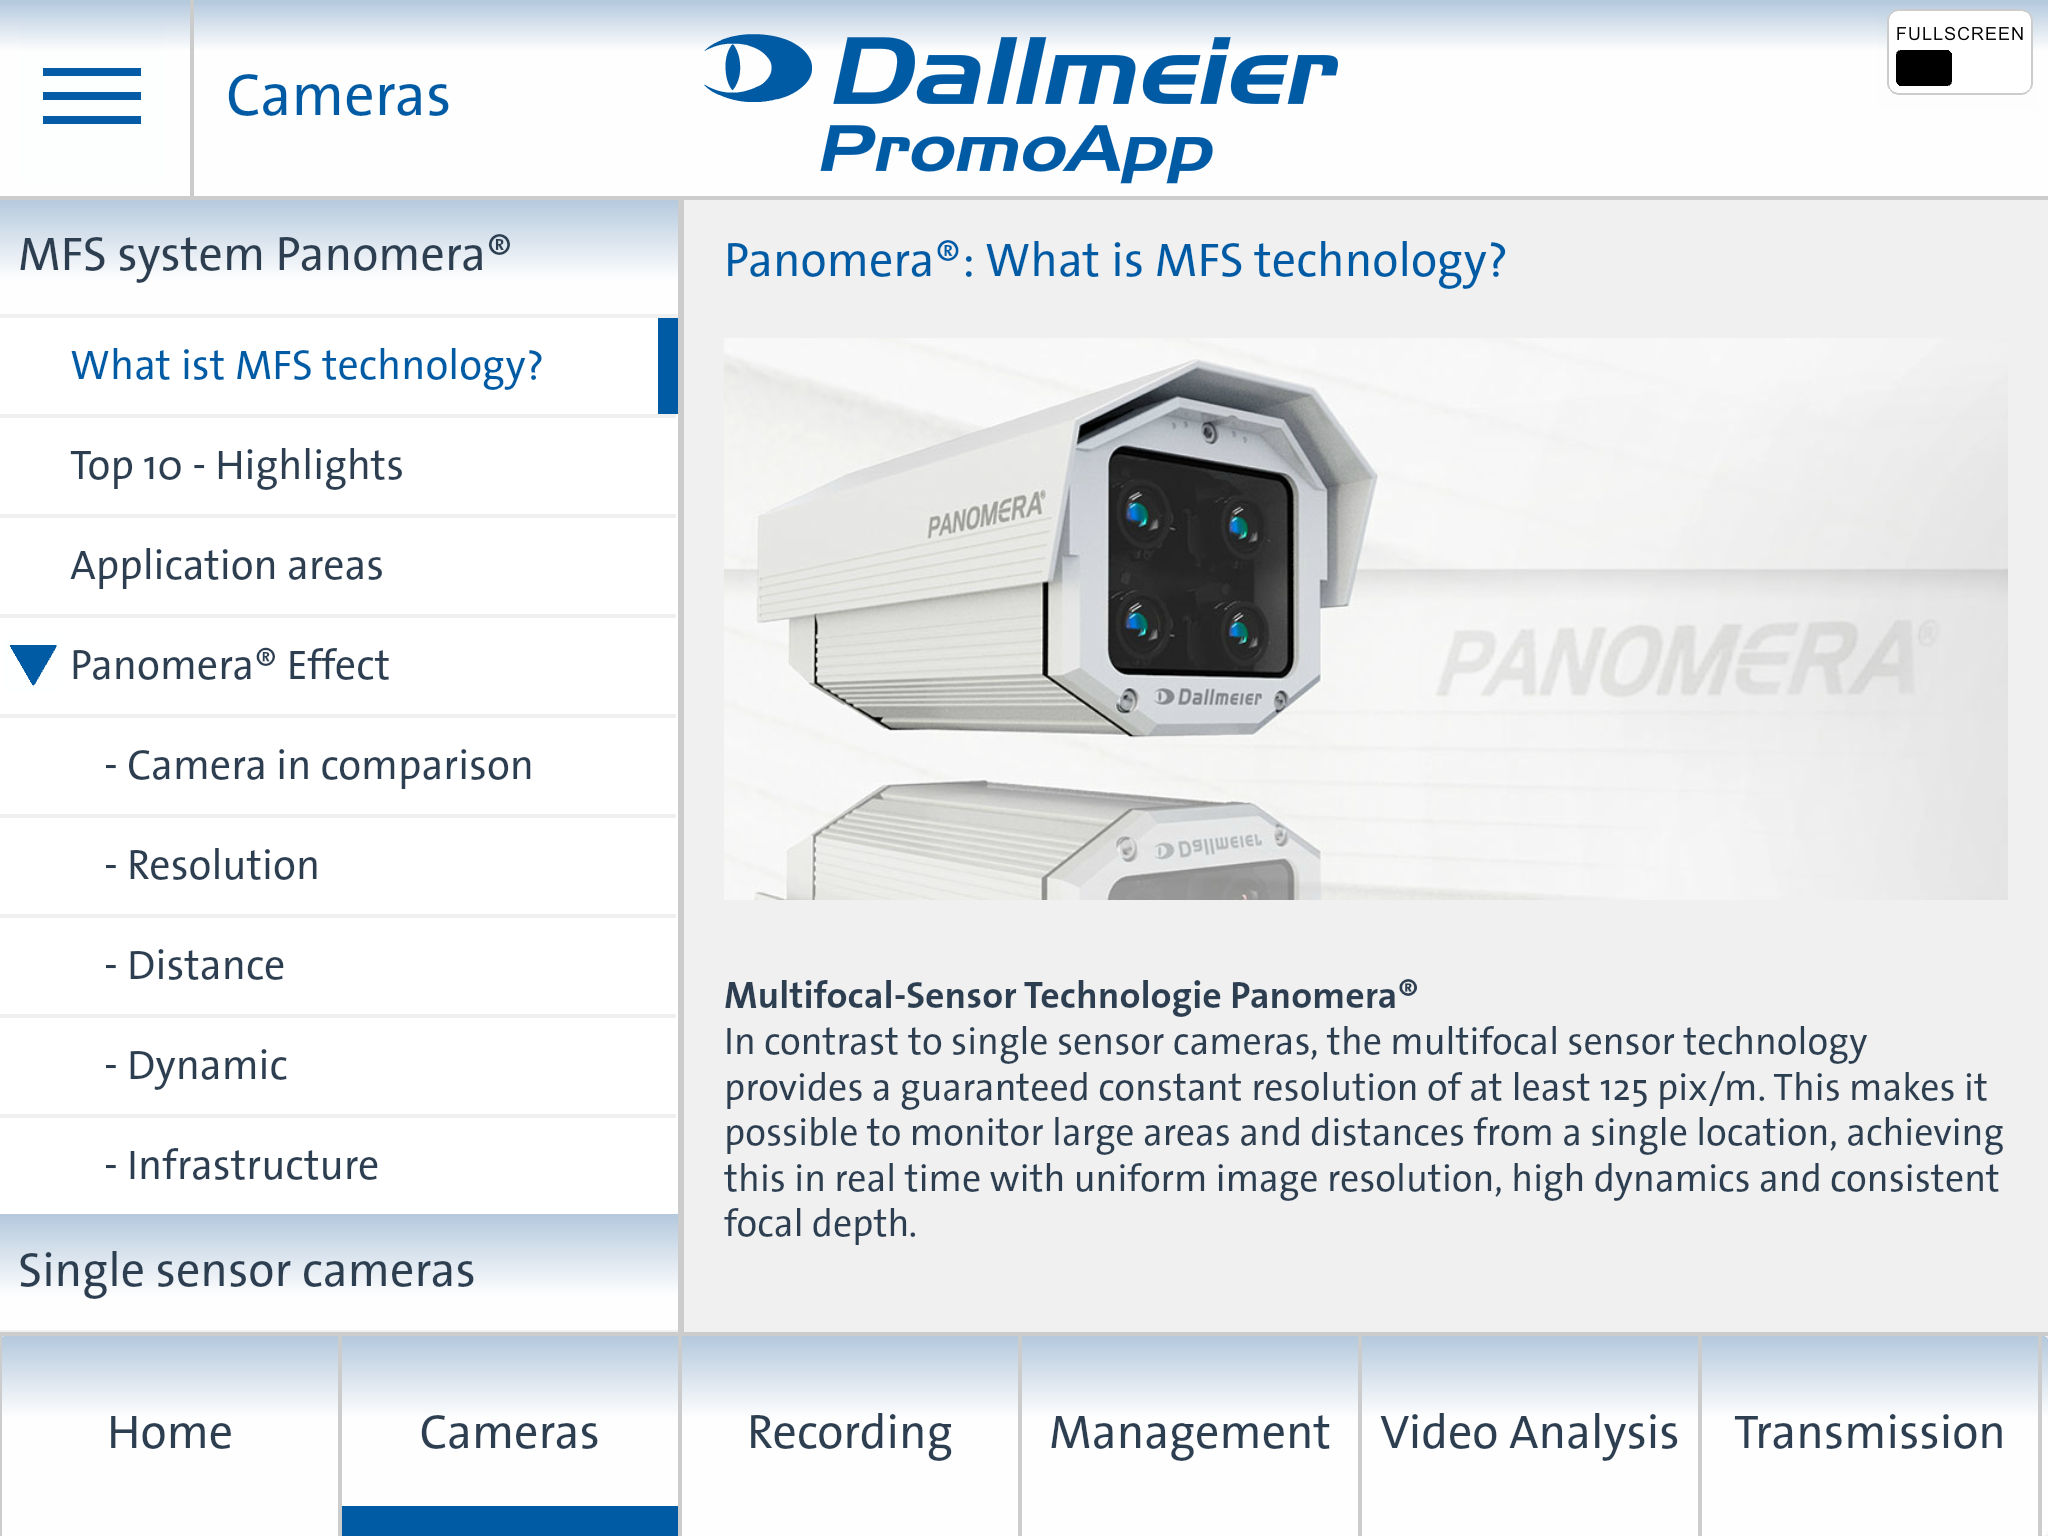 Cameras
Dallmeier
PromoApp
FULLSCREEN
MFS system Panomera®
What ist MFS technology?
Top 10 - Highlights
Application areas
Panomera® Effect
- Camera in comparison
- Resolution
- Distance
- Dynamic
- Infrastructure
Single sensor cameras
Panomera®: What is MFS technology?
PANOMERA®
Dallmeier
PANOMERA®
Dallmeier
Multifocal-Sensor Technologie Panomera®
In contrast to single sensor cameras, the multifocal sensor technology
provides a guaranteed constant resolution of at least 125 pix/m. This makes it
possible to monitor large areas and distances from a single location, achieving
this in real time with uniform image resolution, high dynamics and consistent
focal depth.
Home
Cameras
Recording
Management
Video Analysis
Transmission